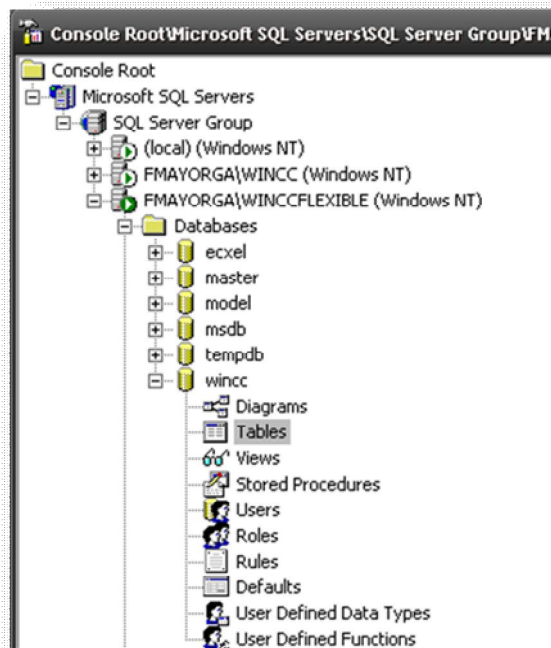 Console Root\Microsoft SQL Servers\SQL Server Group\FM
Console Root
Microsoft SQL Servers
SQL Server Group
(local) (Windows NT)
FMAYORGA\WINCC (Windows NT)
FMAYORGA\WINCCFLEXIBLE (Windows NT)
Databases
ecxel
master
model
msdb
tempdb
wincc
Diagrams
Tables
Views
Stored Procedures
Users
Roles
Rules
Defaults
User Defined Data Types
User Defined Functions